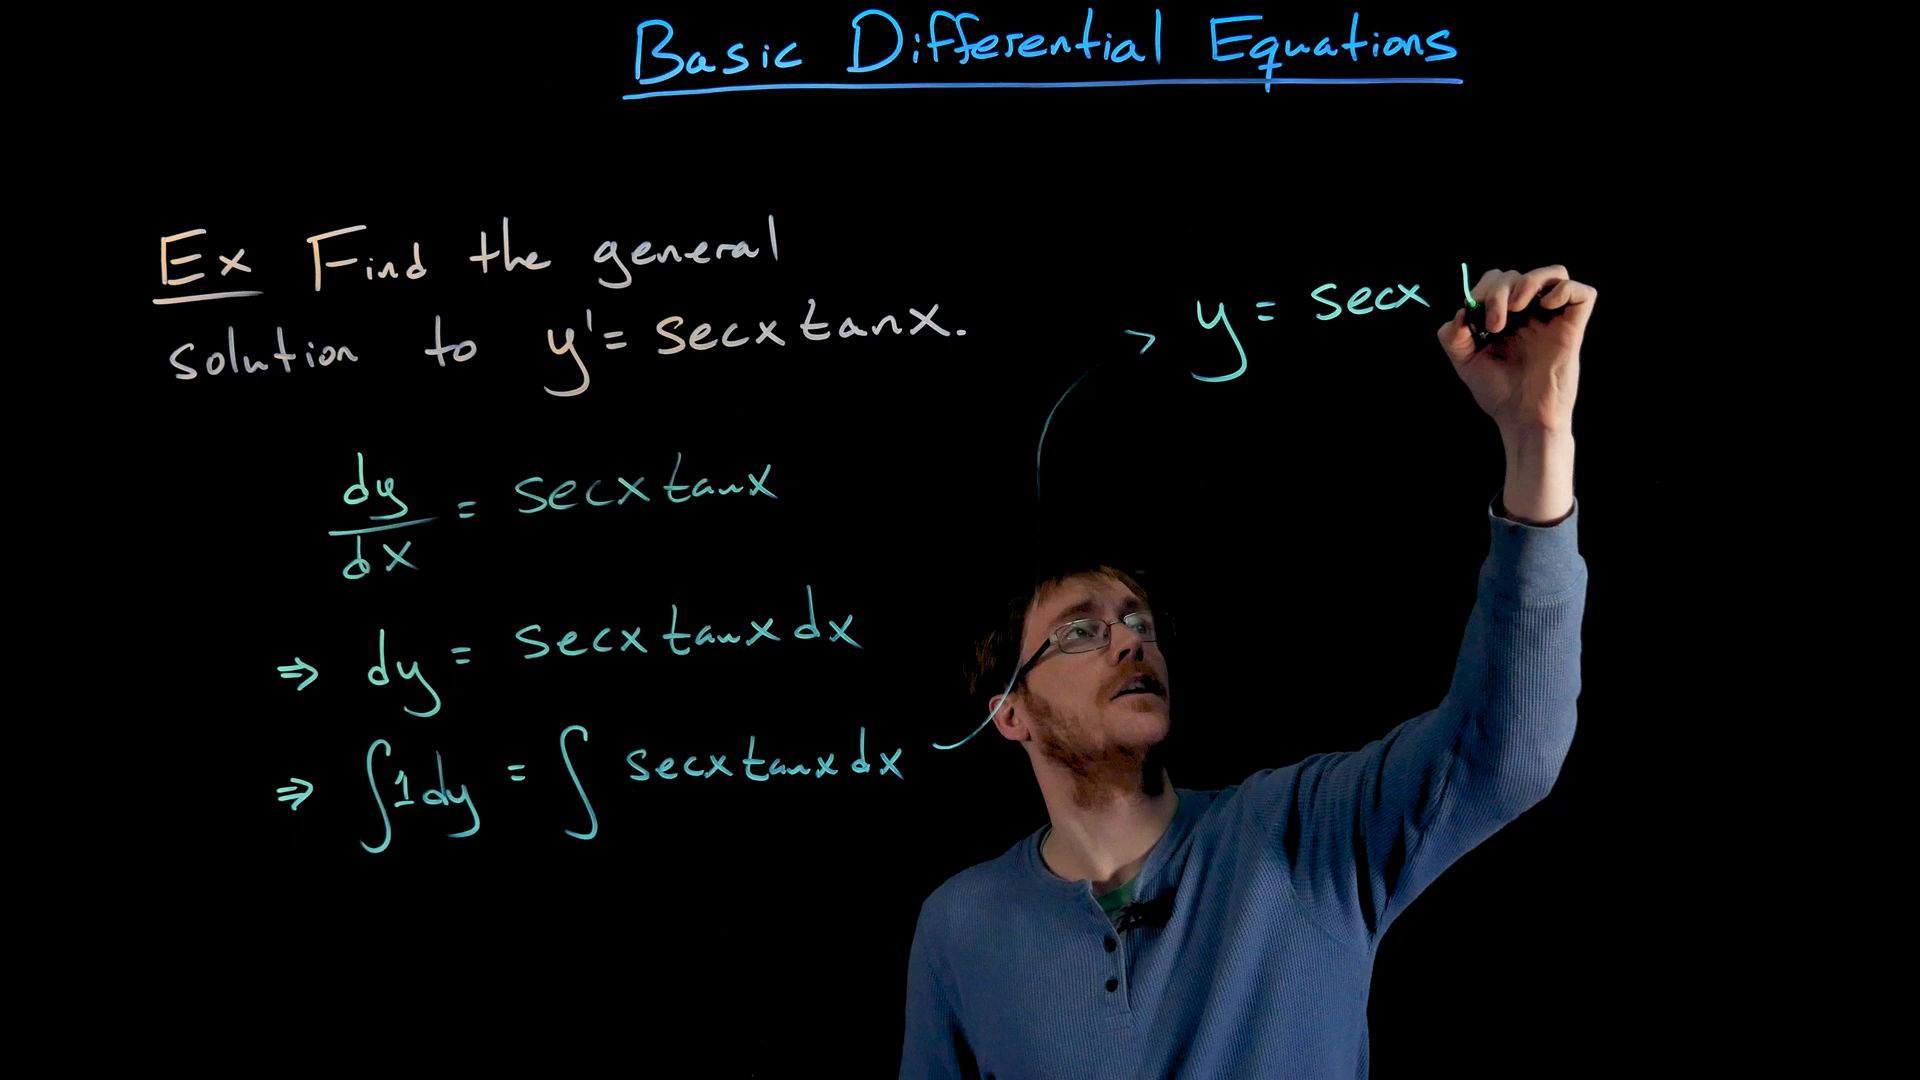 Basic Differential Equations
Ex Find the general
solution to y' = secx tanx.
dy/dx = secx tanx
⇒ dy = secx tanx dx
⇒ ∫1dy = ∫ secx tanx dx
y = secx